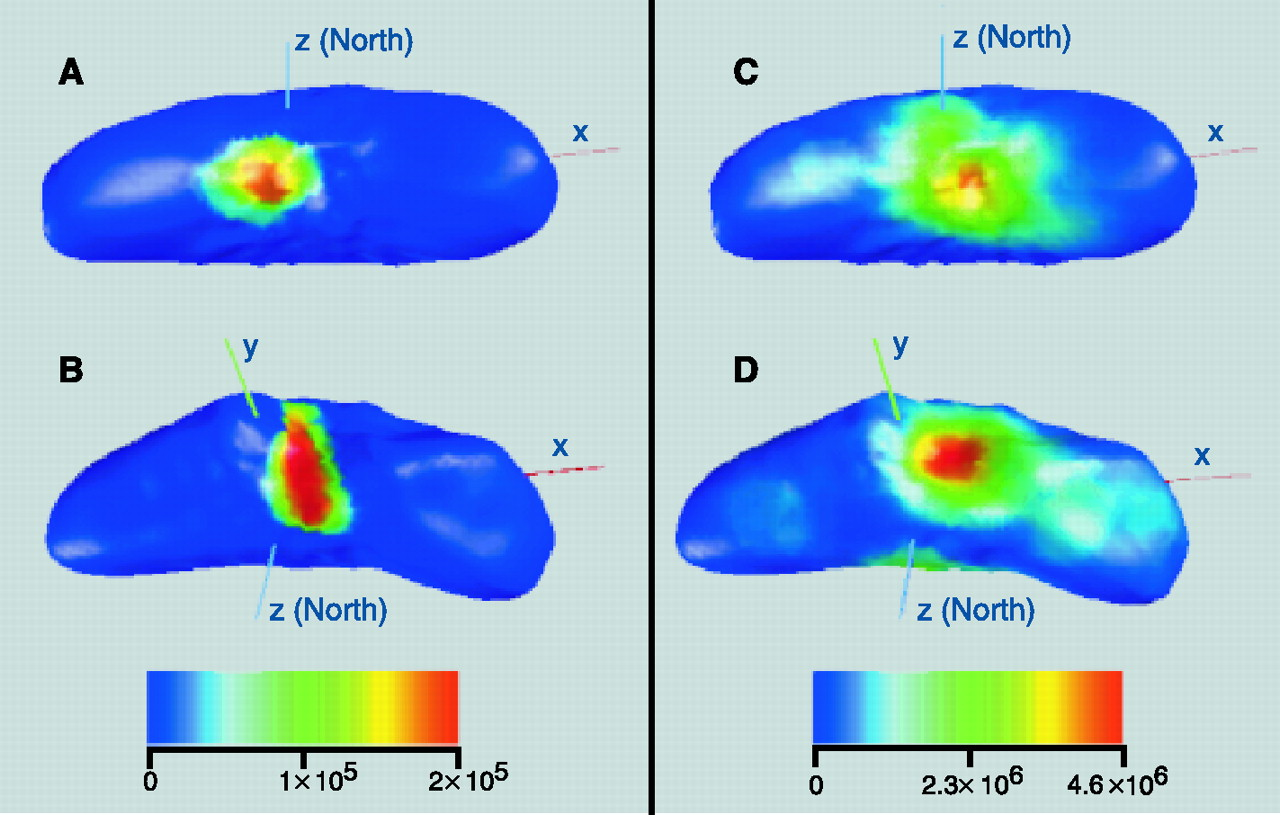 A
z (North)
x
B
y
x
z (North)
0
1×10⁵
2×10⁵
C
z (North)
x
D
y
x
z (North)
0
2.3×10⁶
4.6×10⁶